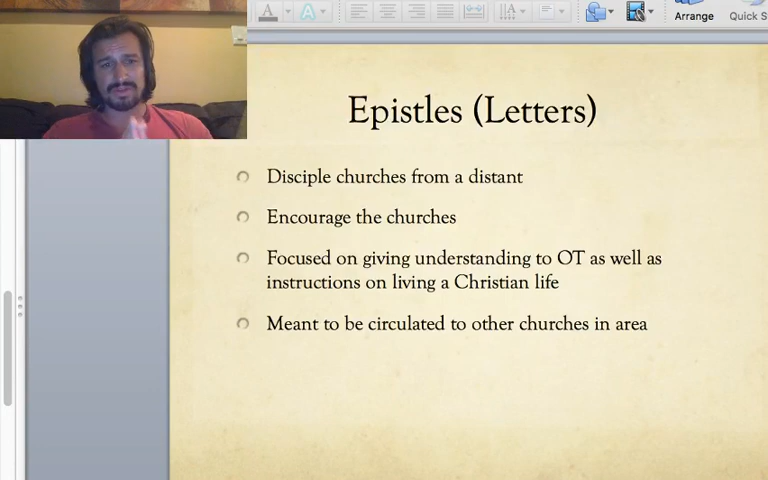 Arrange
Quick S
Epistles (Letters)
Disciple churches from a distant
Encourage the churches
Focused on giving understanding to OT as well as
instructions on living a Christian life
Meant to be circulated to other churches in area